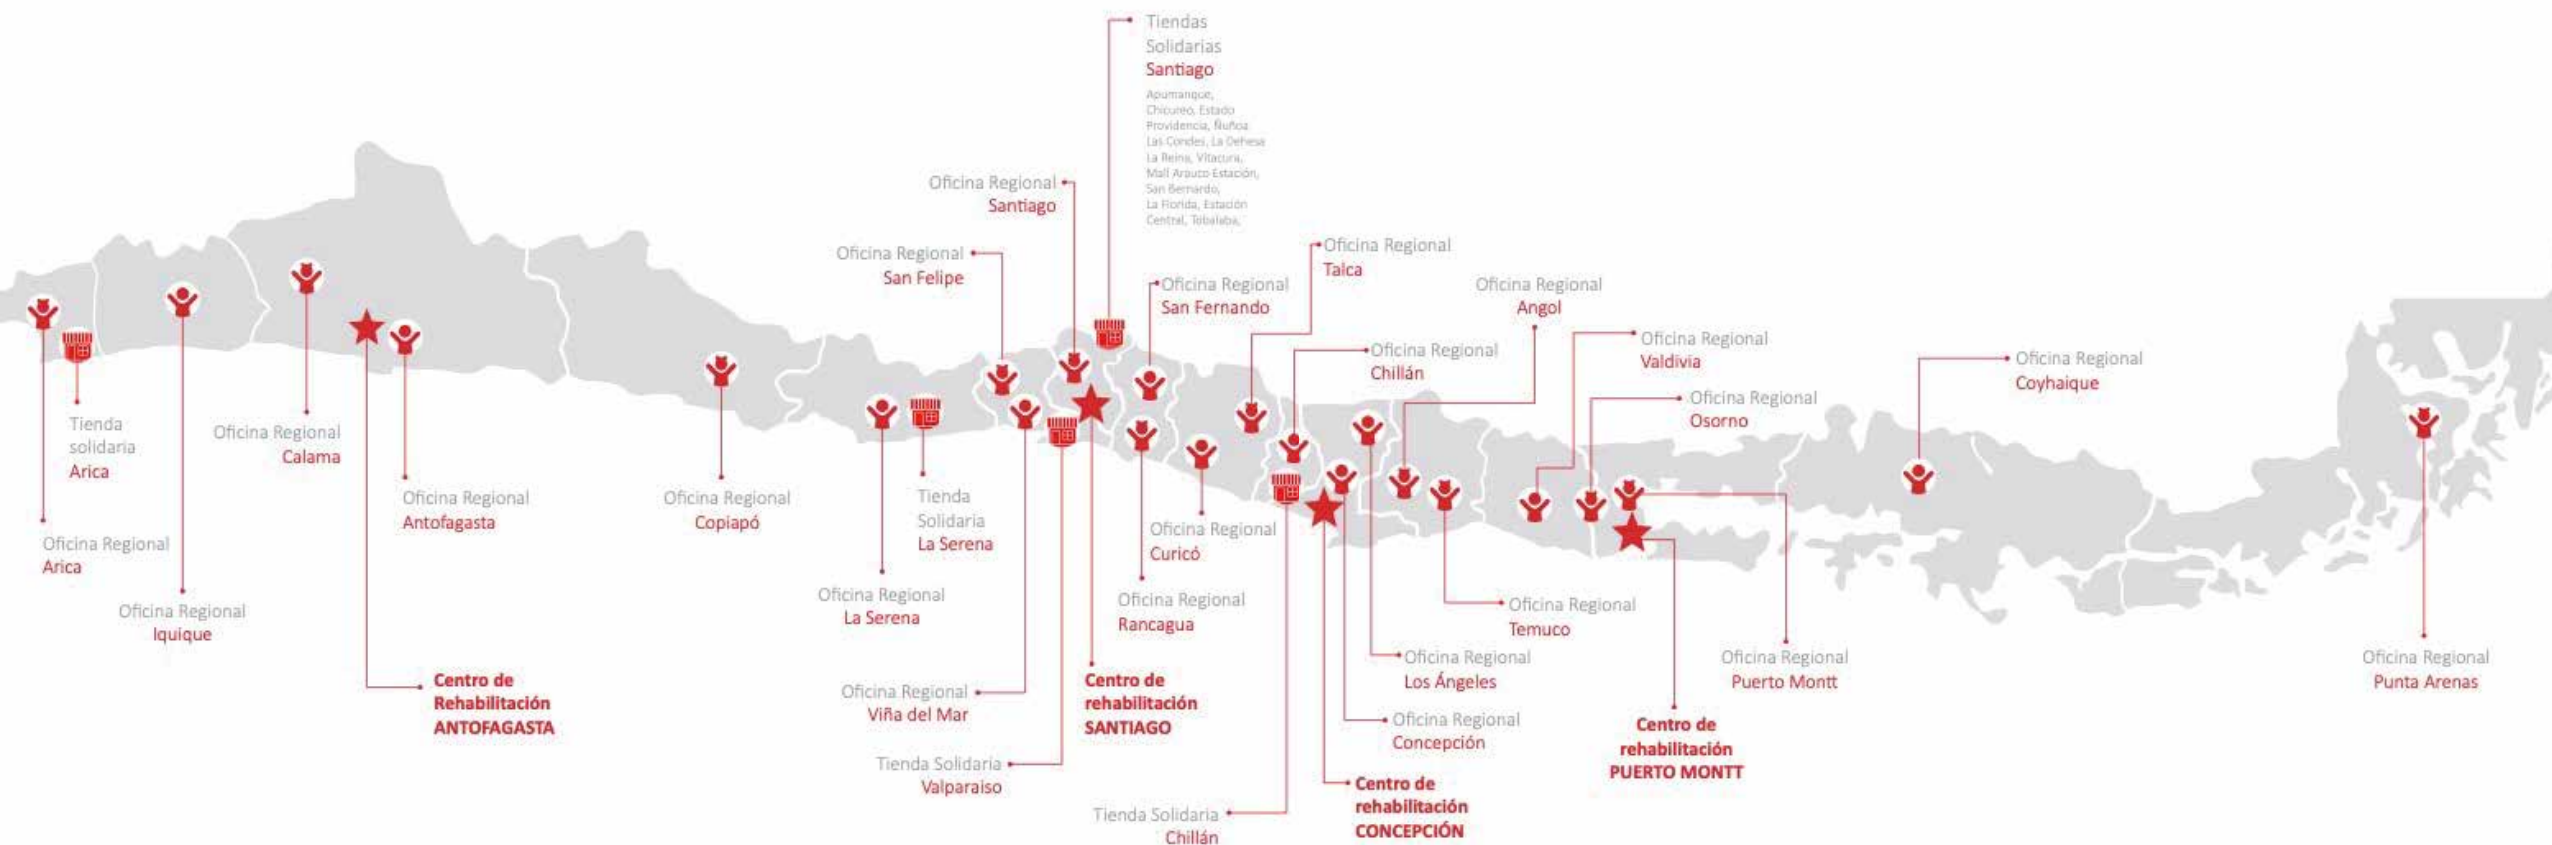 Tiendas
Solidarias
Santiago
Apumanque,
Chicureo, Estado
Providencia, Ñuñoa
Las Condes, La Dehesa
La Reina, Vitacura,
Mall Arauco Estación,
San Bernardo,
La Florida, Estación
Central, Tobalaba,
Oficina Regional
Santiago
Oficina Regional
San Felipe
Oficina Regional
San Fernando
Oficina Regional
Talca
Oficina Regional
Chillán
Oficina Regional
Angol
Oficina Regional
Valdivia
Oficina Regional
Osorno
Oficina Regional
Coyhaique
Tienda
solidaria
Arica
Oficina Regional
Arica
Oficina Regional
Iquique
Oficina Regional
Calama
Oficina Regional
Antofagasta
Centro de
Rehabilitación
ANTOFAGASTA
Oficina Regional
Copiapó
Oficina Regional
La Serena
Tienda
Solidaria
La Serena
Oficina Regional
Viña del Mar
Tienda Solidaria
Valparaiso
Centro de
rehabilitación
SANTIAGO
Oficina Regional
Rancagua
Oficina Regional
Curicó
Tienda Solidaria
Chillán
Centro de
rehabilitación
CONCEPCIÓN
Oficina Regional
Concepción
Oficina Regional
Los Ángeles
Oficina Regional
Temuco
Centro de
rehabilitación
PUERTO MONTT
Oficina Regional
Puerto Montt
Oficina Regional
Punta Arenas